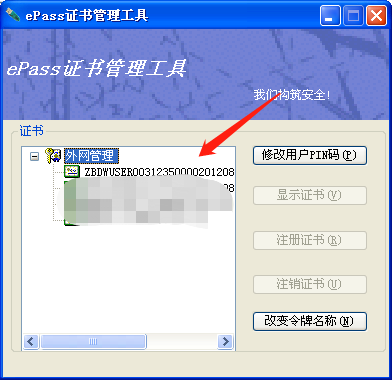 ePass证书管理工具
ePass证书管理工具
我们构筑安全!
证书
外网管理
ZBDWUSER00312350000201208
08
修改用户PIN码(P)
显示证书(V)
注册证书(R)
注销证书(U)
改变令牌名称(N)